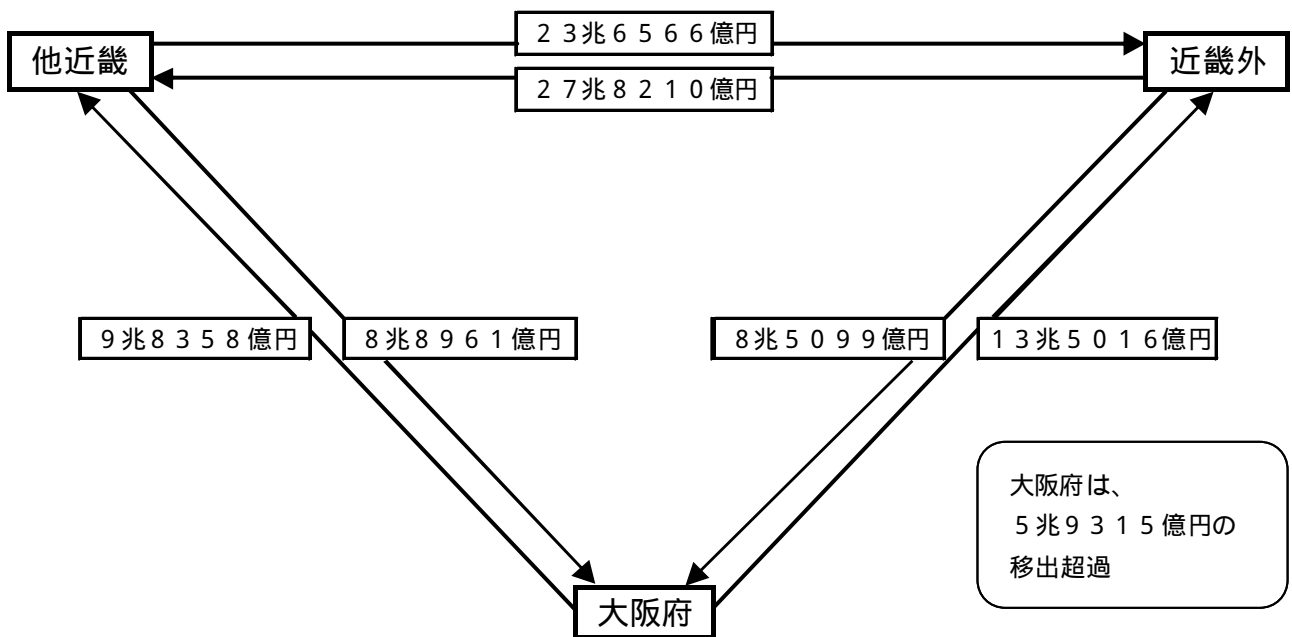 23兆6566億円
他近畿
近畿外
27兆8210億円
9兆8358億円
8兆8961億円
8兆5099億円
13兆5016億円
大阪府は、
5兆9315億円の
移出超過
大阪府